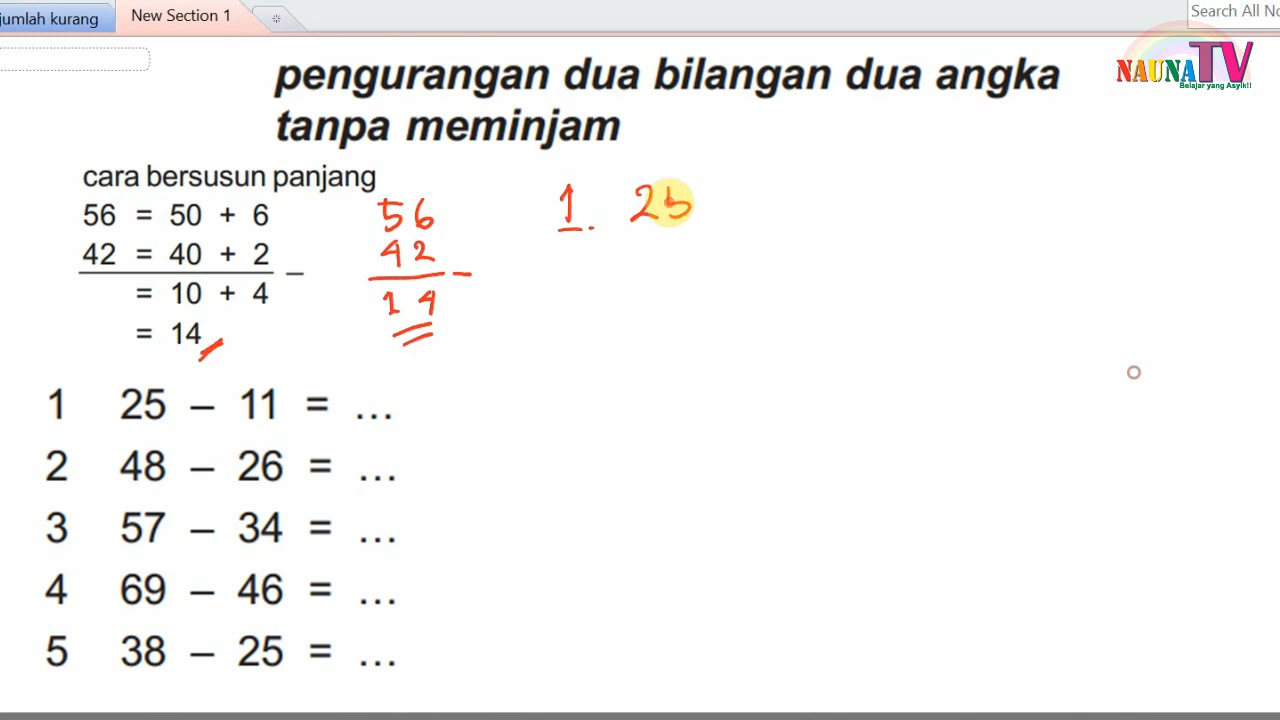 jumlah kurang
New Section 1
Search All No
NAUNA TV
Belajar yang Asyik!!
pengurangan dua bilangan dua angka
tanpa meminjam
cara bersusun panjang
56 = 50 + 6
42 = 40 + 2
–
= 10 + 4
= 14
56
42
–
14
1. 25
1 25 – 11 = ...
2 48 – 26 = ...
3 57 – 34 = ...
4 69 – 46 = ...
5 38 – 25 = ...